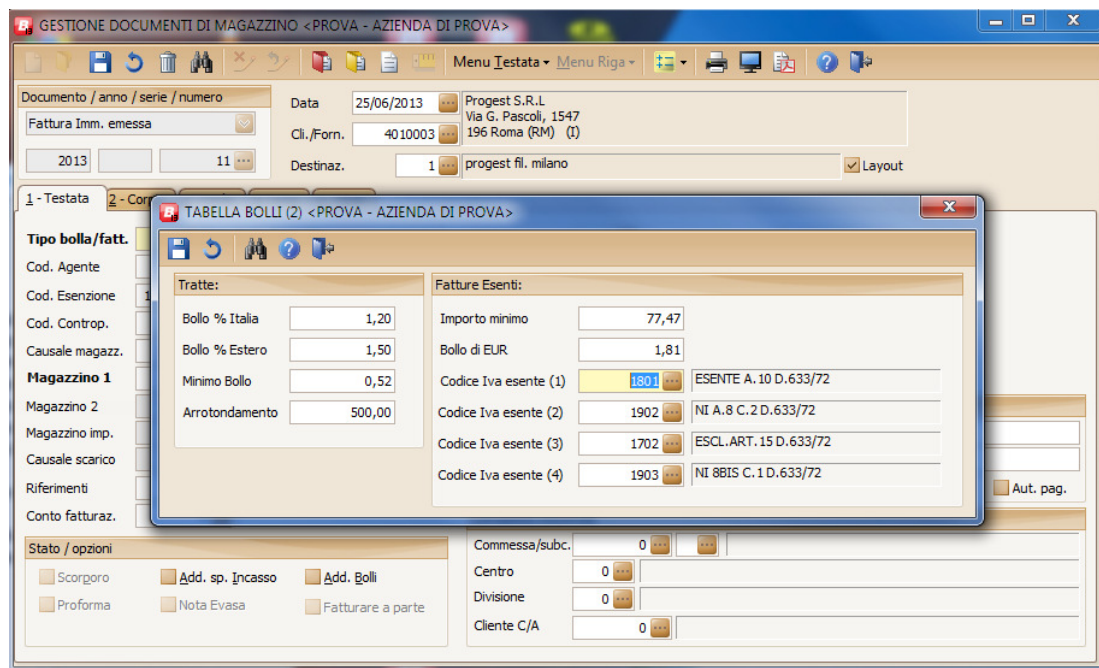 GESTIONE DOCUMENTI DI MAGAZZINO <PROVA - AZIENDA DI PROVA>
Menu Testata Menu Riga
Documento / anno / serie / numero
Fattura Imm. emessa
2013 11
Data 25/06/2013
Cli./Forn. 4010003
Destinaz. 1
Progest S.R.L
Via G. Pascoli, 1547
196 Roma (RM) (I)
progest fil. milano
Layout
1 - Testata
Tipo bolla/fatt.
Cod. Agente
Cod. Esenzione
Cod. Controp.
Causale magazz.
Magazzino 1
Magazzino 2
Magazzino imp.
Causale scarico
Riferimenti
Conto fatturaz.
TABELLA BOLLI (2) <PROVA - AZIENDA DI PROVA>
Tratte:
Bollo % Italia 1,20
Bollo % Estero 1,50
Minimo Bollo 0,52
Arrotondamento 500,00
Fatture Esenti:
Importo minimo 77,47
Bollo di EUR 1,81
Codice Iva esente (1) 1801 ESENTE A.10 D.633/72
Codice Iva esente (2) 1902 NI A.8 C.2 D.633/72
Codice Iva esente (3) 1702 ESCL.ART.15 D.633/72
Codice Iva esente (4) 1903 NI 8BIS C.1 D.633/72
Aut. pag.
Stato / opzioni
Scorporo Add. sp. Incasso Add. Bolli
Proforma Nota Evasa Fatturare a parte
Commessa/subc. 0
Centro 0
Divisione 0
Cliente C/A 0